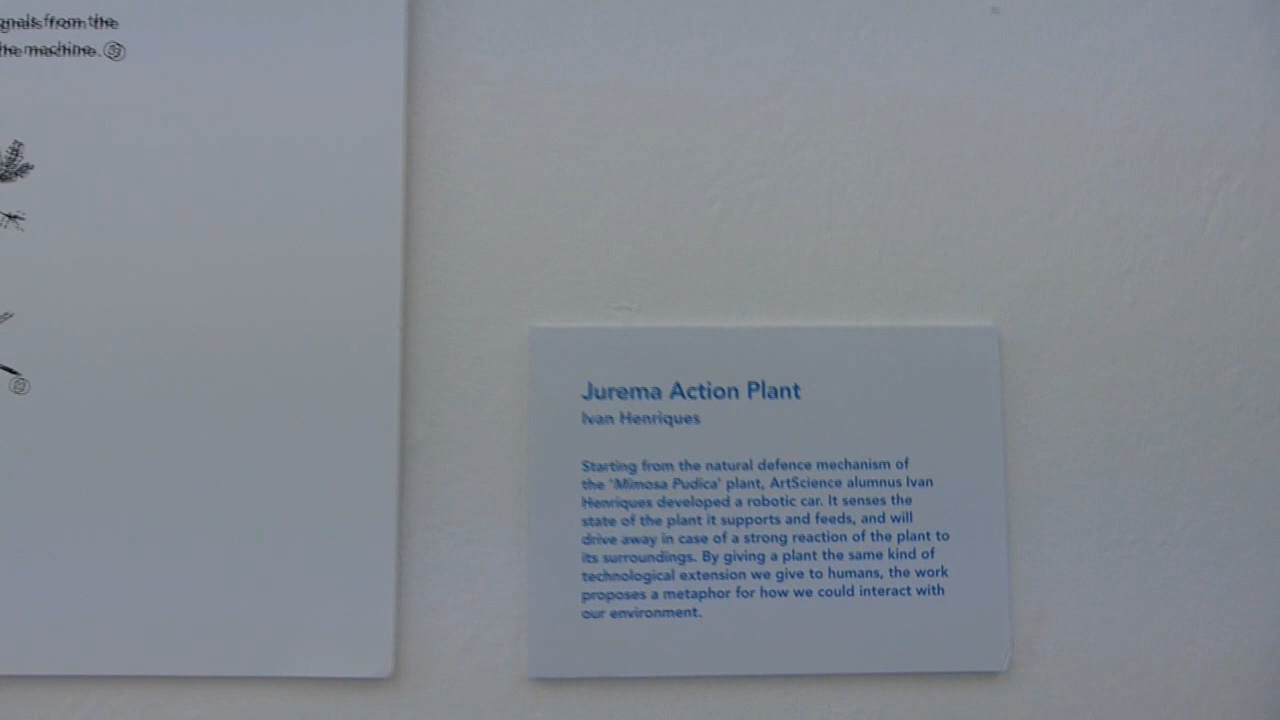 signals from the
the machine.
Jurema Action Plant
Ivan Henriques
Starting from the natural defence mechanism of
the 'Mimosa Pudica' plant, ArtScience alumnus Ivan
Henriques developed a robotic car. It senses the
state of the plant it supports and feeds, and will
drive away in case of a strong reaction of the plant to
its surroundings. By giving a plant the same kind of
technological extension we give to humans, the work
proposes a metaphor for how we could interact with
our environment.